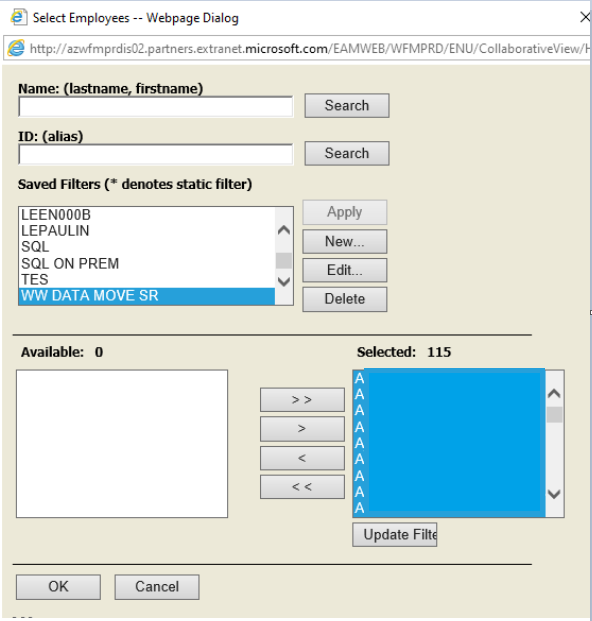 Select Employees -- Webpage Dialog
http://azwfmprdis02.partners.extranet.microsoft.com/EAMWEB/WFMPRD/ENU/CollaborativeView/H
Name: (lastname, firstname)
Search
ID: (alias)
Search
Saved Filters (* denotes static filter)
LEEN000B
LEPAULIN
SQL
SQL ON PREM
TES
WW DATA MOVE SR
Apply
New...
Edit...
Delete
Available: 0
Selected: 115
>>
>
<
<<
A
A
A
A
A
A
A
A
A
Update Filte
OK Cancel